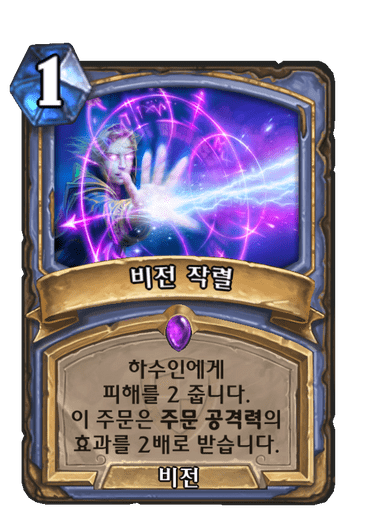 1
비전 작렬
하수인에게
피해를 2 줍니다.
이 주문은 주문 공격력의
효과를 2배로 받습니다.
비전